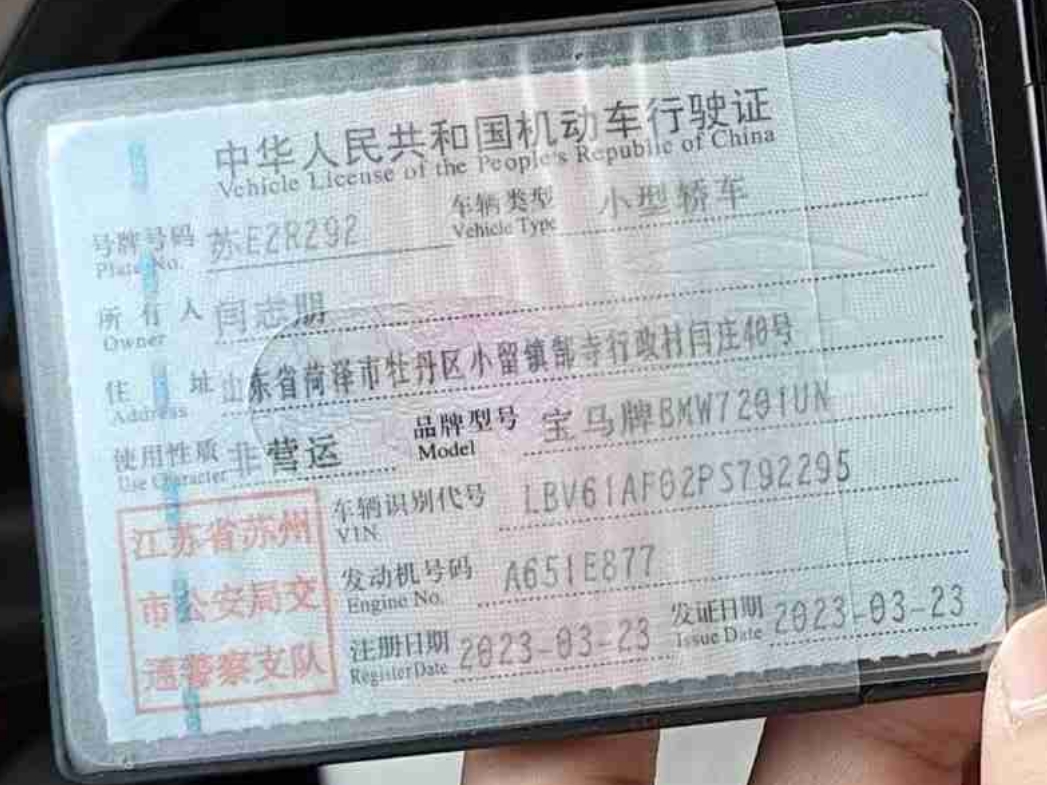 中华人民共和国机动车行驶证
Vehicle License of the People's Republic of China
号牌号码 苏E2R292 车辆类型 小型轿车
Plate No. Vehicle Type
所有人 闫志朋
Owner
住址 山东省菏泽市牡丹区小留镇郜寺行政村闫庄40号
Address
使用性质 非营运 品牌型号 宝马牌BMW7201UN
Use Character Model
江苏省苏州
市公安局交
通警察支队
车辆识别代号 LBV61AF62PS792295
VIN
发动机号码 A651E877
Engine No.
注册日期 2023-03-23 发证日期 2023-03-23
Register Date Issue Date